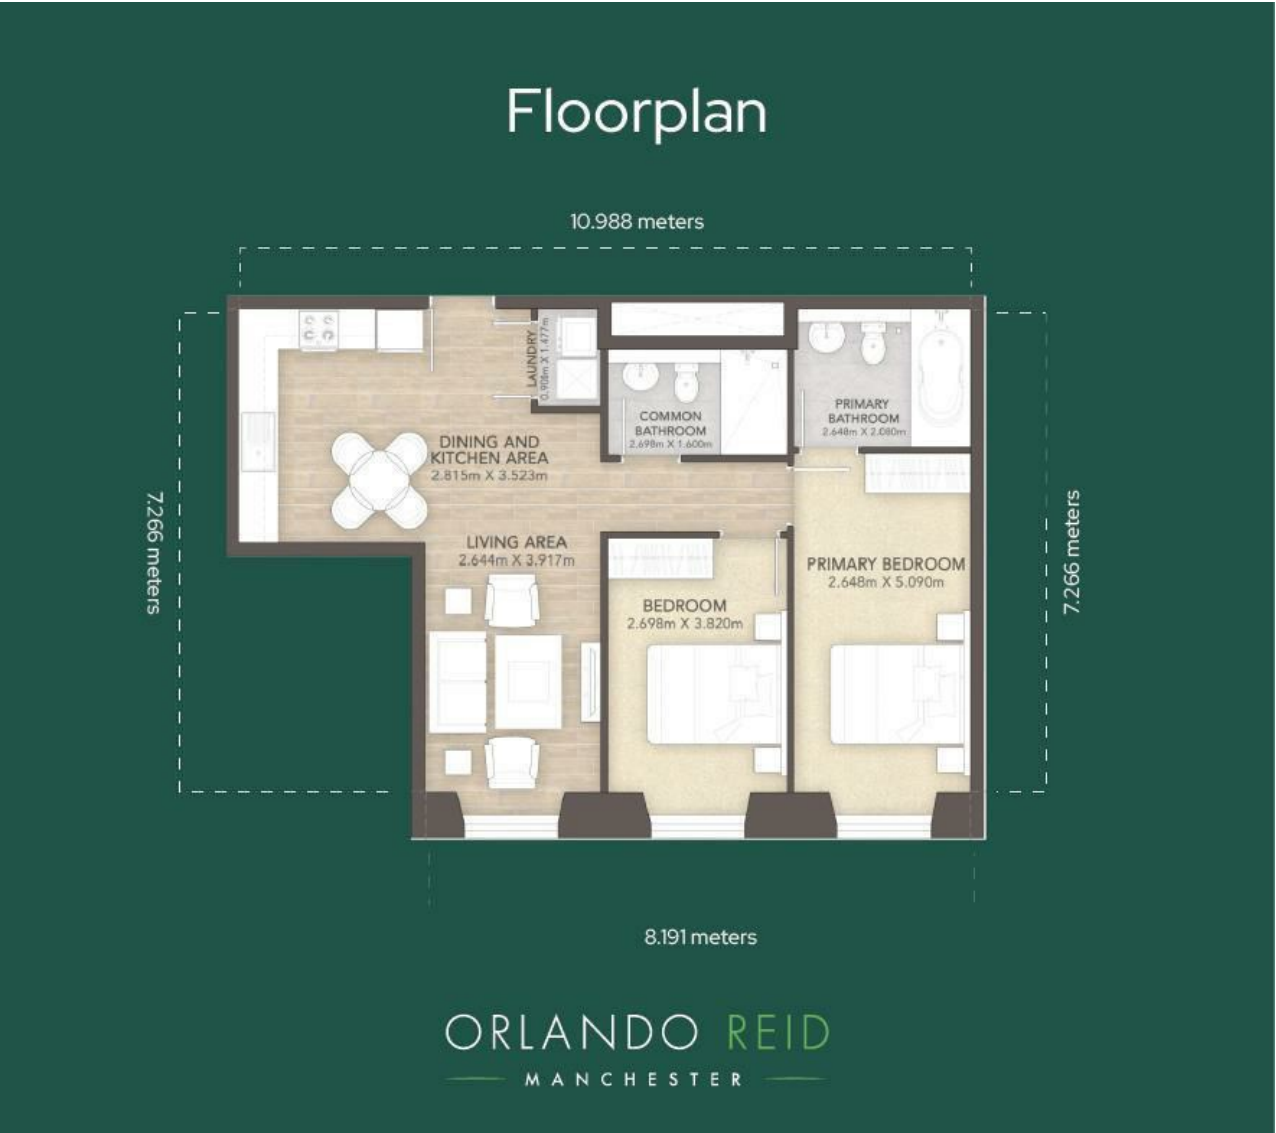 Floorplan
10.988 meters
LAUNDRY
0.908m X 1.477m
COMMON
BATHROOM
2.698m X 1.600m
PRIMARY
BATHROOM
2.648m X 2.080m
DINING AND
KITCHEN AREA
2.815m X 3.523m
7.266 meters
LIVING AREA
2.644m X 3.917m
BEDROOM
2.698m X 3.820m
PRIMARY BEDROOM
2.648m X 5.090m
7.266 meters
8.191 meters
ORLANDO REID
MANCHESTER